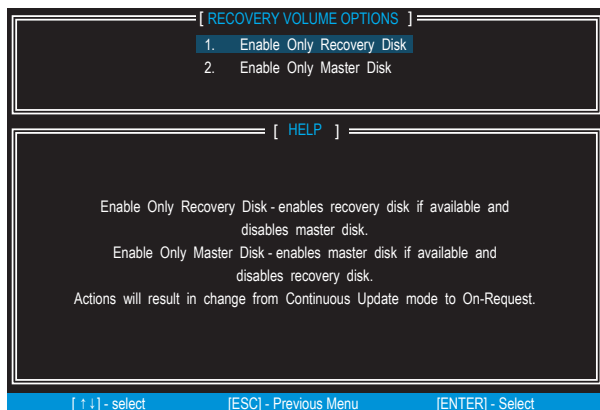 [ RECOVERY VOLUME OPTIONS ]
1. Enable Only Recovery Disk
2. Enable Only Master Disk
[ HELP ]
Enable Only Recovery Disk - enables recovery disk if available and
disables master disk.
Enable Only Master Disk - enables master disk if available and
disables recovery disk.
Actions will result in change from Continuous Update mode to On-Request.
[ ↑↓] - select [ESC] - Previous Menu [ENTER] - Select